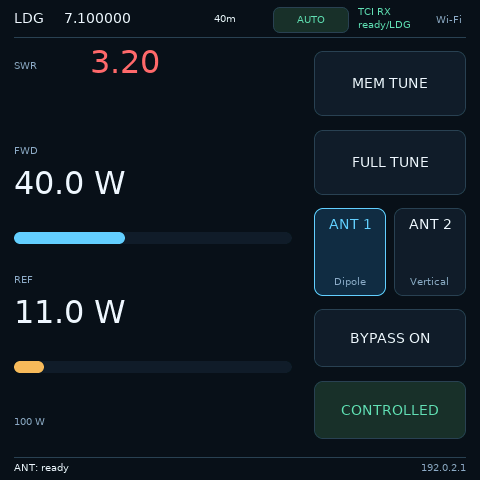 LDG 7.100000 40m AUTO TCI RX Wi-Fi
ready/LDG
SWR 3.20
MEM TUNE
FWD
40.0 W
FULL TUNE
ANT 1 ANT 2
Dipole Vertical
REF
11.0 W
BYPASS ON
CONTROLLED
100 W
ANT: ready 192.0.2.1